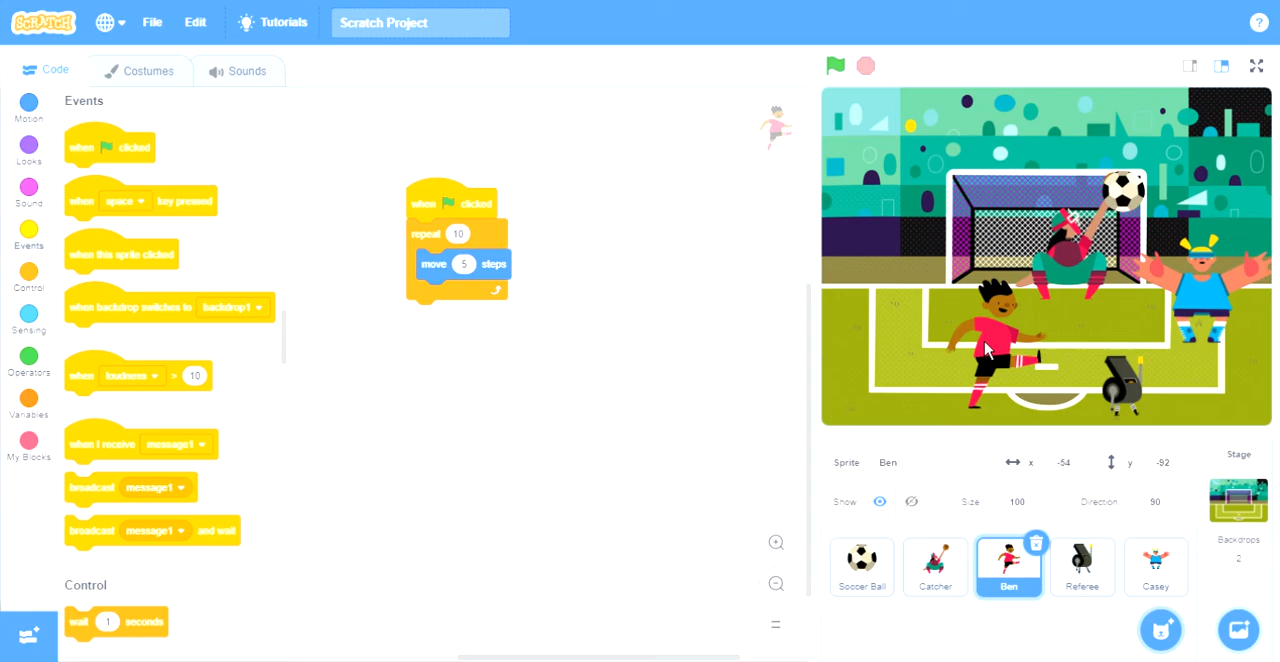 SCRATCH File Edit Tutorials Scratch Project ?
Code Costumes Sounds
Motion
Looks
Sound
Events
Control
Sensing
Operators
Variables
My Blocks
Events
when clicked
when space key pressed
when this sprite clicked
when backdrop switches to backdrop1
when loudness > 10
when I receive message1
broadcast message1
broadcast message1 and wait
Control
wait 1 seconds
when clicked
repeat 10
move 5 steps
Sprite Ben x -54 y -92
Show Size 100 Direction 90
Soccer Ball Catcher Ben Referee Casey
Stage
Backdrops
2